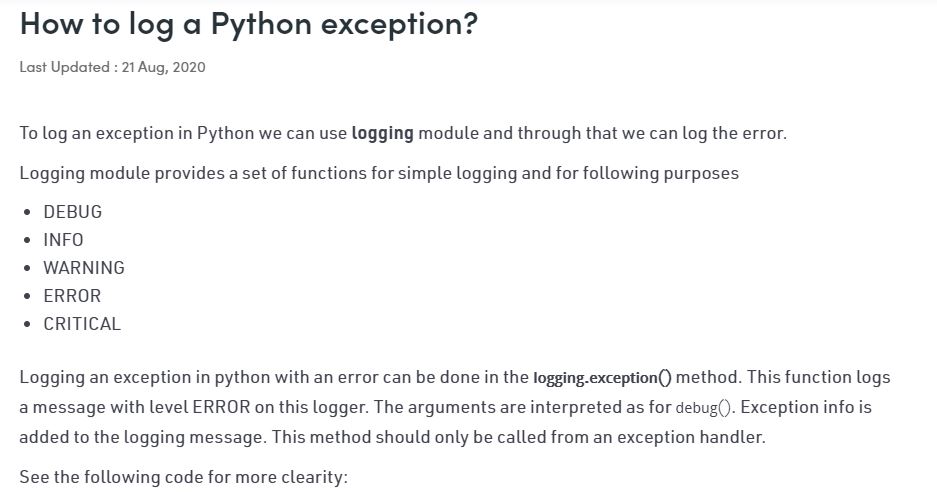 How to log a Python exception?
Last Updated : 21 Aug, 2020
To log an exception in Python we can use logging module and through that we can log the error.
Logging module provides a set of functions for simple logging and for following purposes
• DEBUG
• INFO
• WARNING
• ERROR
• CRITICAL
Logging an exception in python with an error can be done in the logging.exception() method. This function logs
a message with level ERROR on this logger. The arguments are interpreted as for debug(). Exception info is
added to the logging message. This method should only be called from an exception handler.
See the following code for more clearity: